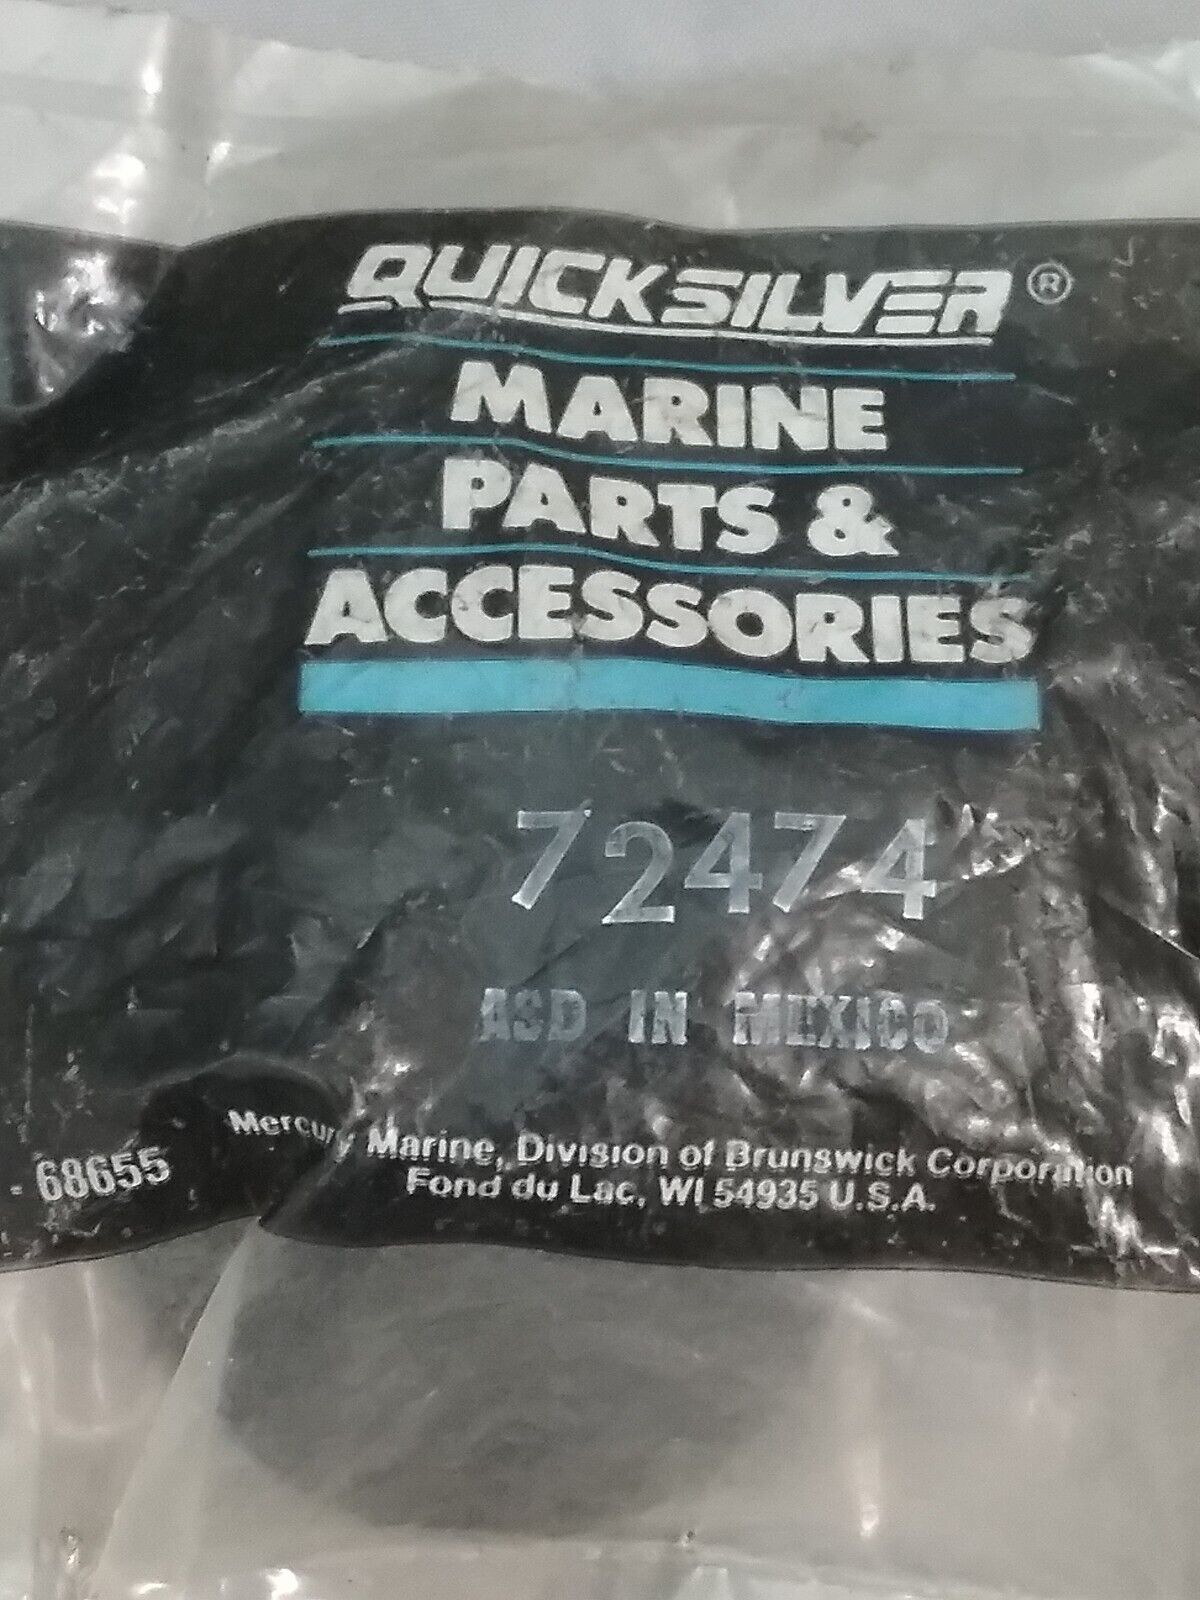 QUICKSILVER®
MARINE
PARTS &
ACCESSORIES
72474
ASD IN MEXICO
Mercury Marine, Division of Brunswick Corporation
Fond du Lac, WI 54935 U.S.A.
- 68655